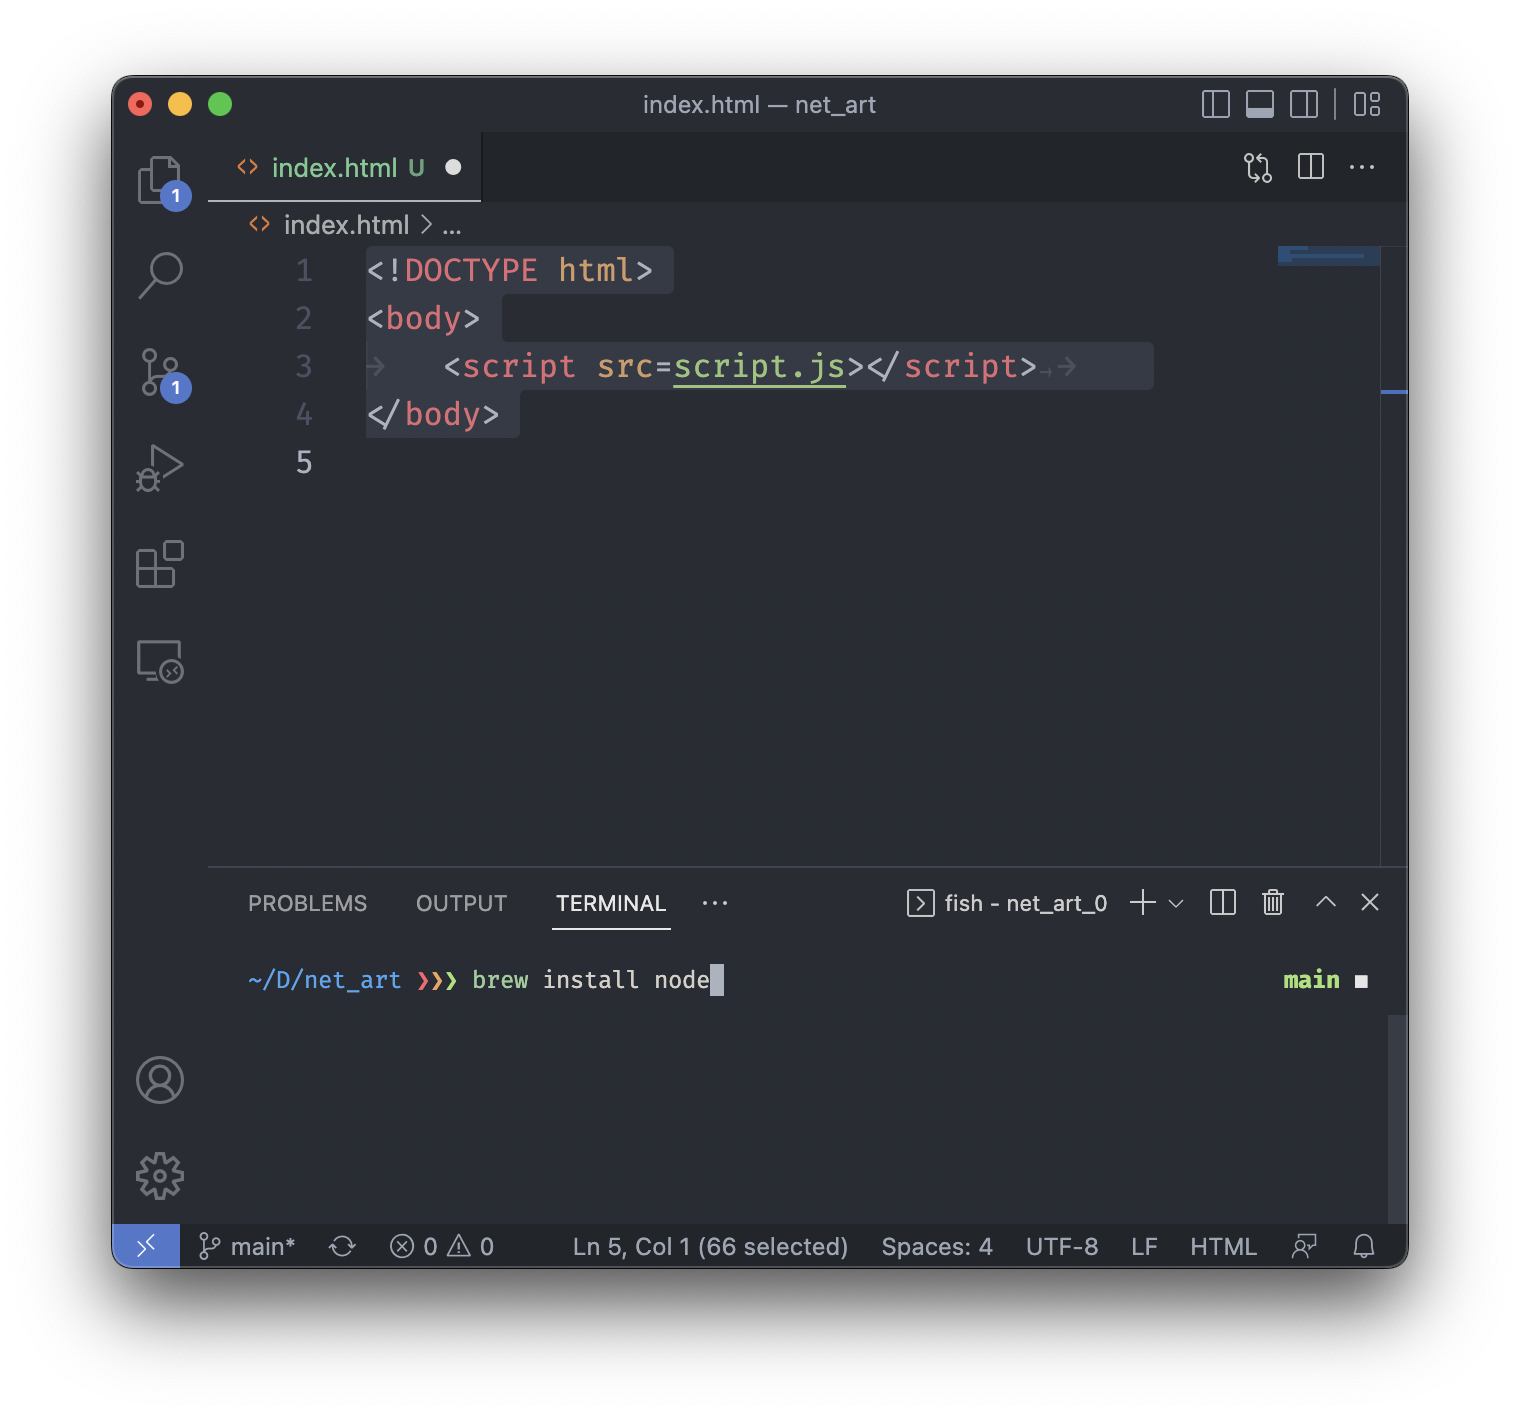 index.html — net_art
index.html U
1
index.html > ...
1 <!DOCTYPE html>
2 <body>
3 <script src=script.js></script>
4 </body>
5
1
PROBLEMS OUTPUT TERMINAL ... fish - net_art_0
~/D/net_art ❯❯❯ brew install node main
main* 0 0 Ln 5, Col 1 (66 selected) Spaces: 4 UTF-8 LF HTML